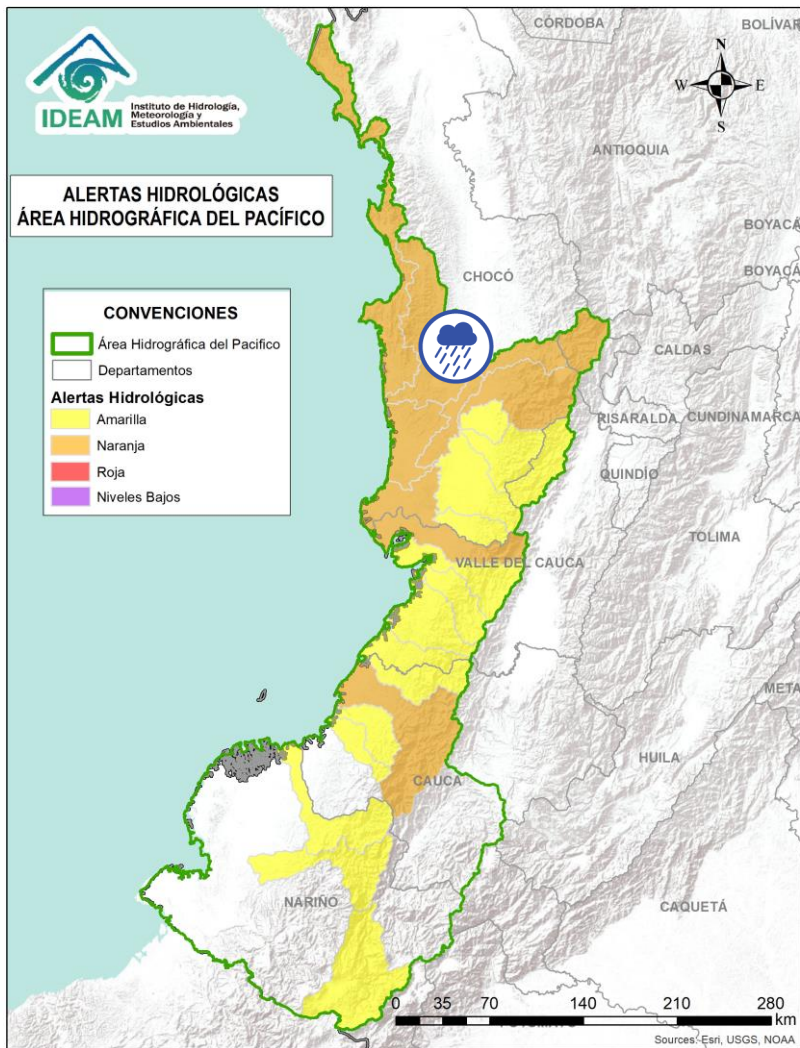 CÓRDOBA
BOLÍVAR
N
W
E
S
IDEAM
Instituto de Hidrología,
Meteorología y
Estudios Ambientales
ANTIOQUIA
ALERTAS HIDROLÓGICAS
ÁREA HIDROGRÁFICA DEL PACÍFICO
BOYACÁ
BOYACÁ
CHOCÓ
CONVENCIONES
Área Hidrográfica del Pacifico
Departamentos
Alertas Hidrológicas
Amarilla
Naranja
Roja
Niveles Bajos
CALDAS
RISARALDA
CUNDINAMARCA
QUINDÍO
TOLIMA
VALLE DEL CAUCA
META
HUILA
CAUCA
NARIÑO
CAQUETÁ
0 35 70 140 210 280
km
Sources: Esri, USGS, NOAA